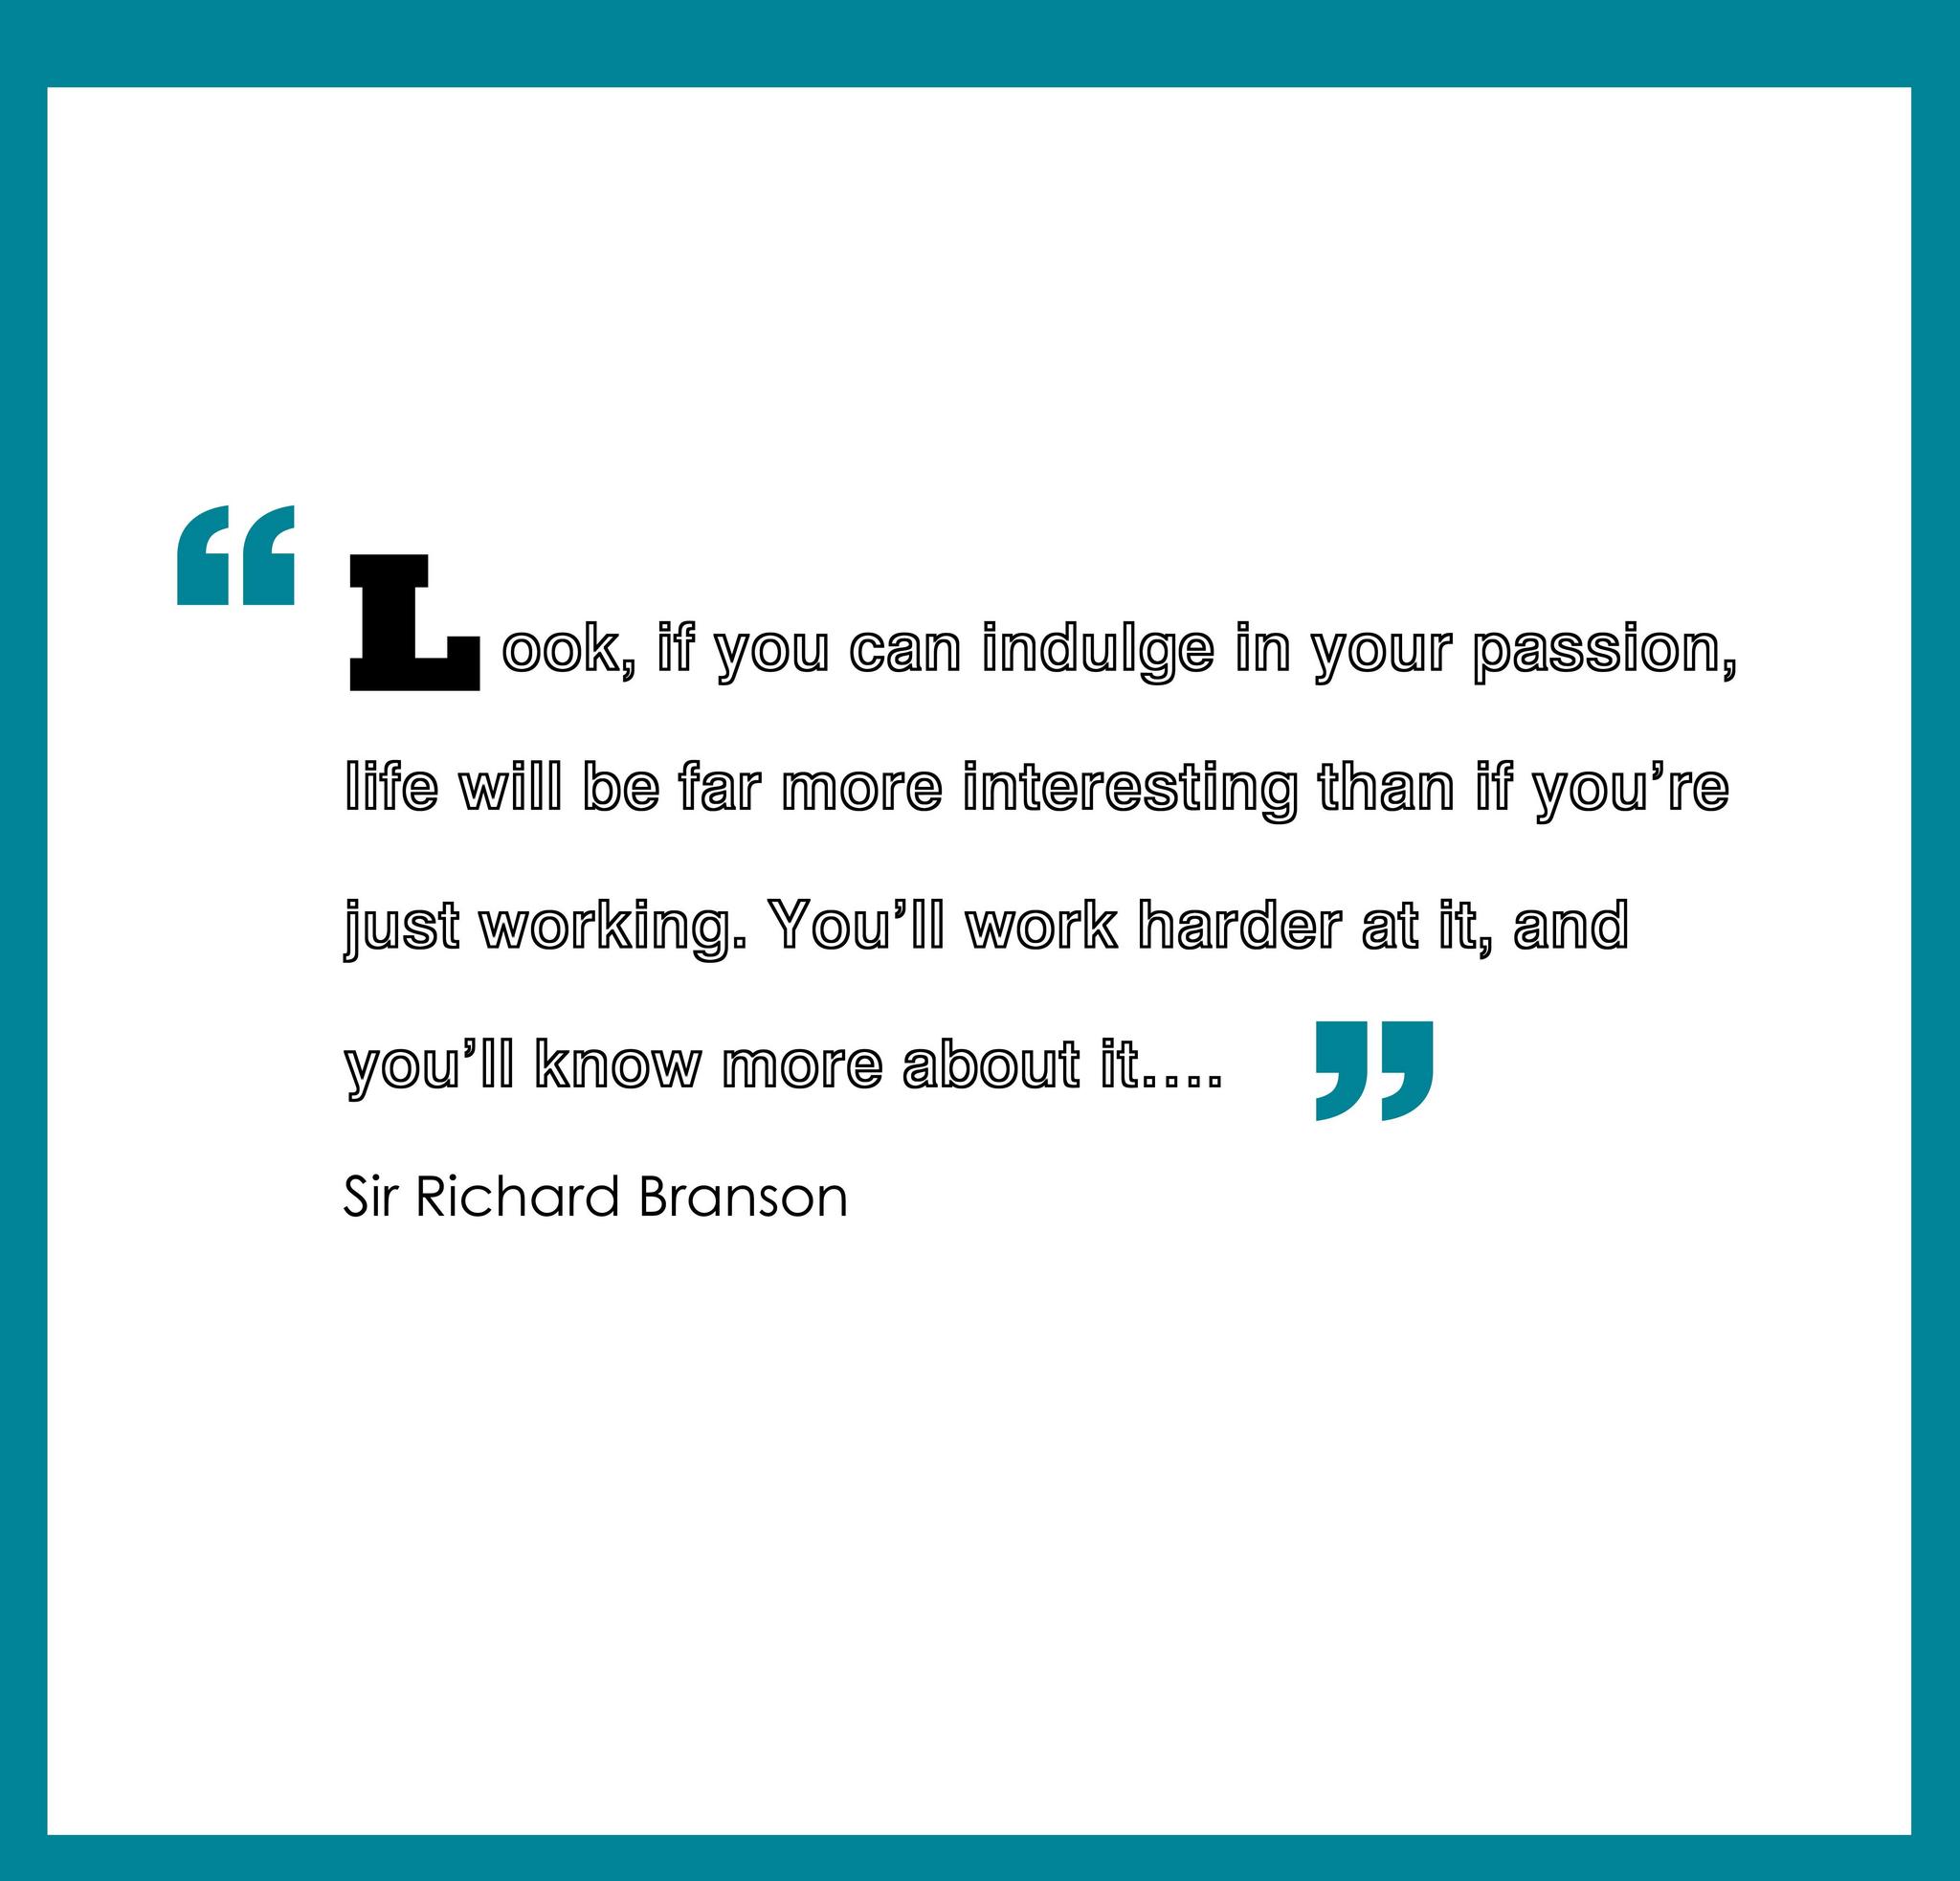 “Look, if you can indulge in your passion,
life will be far more interesting than if you’re
just working. You’ll work harder at it, and
you’ll know more about it.... ”
Sir Richard Branson